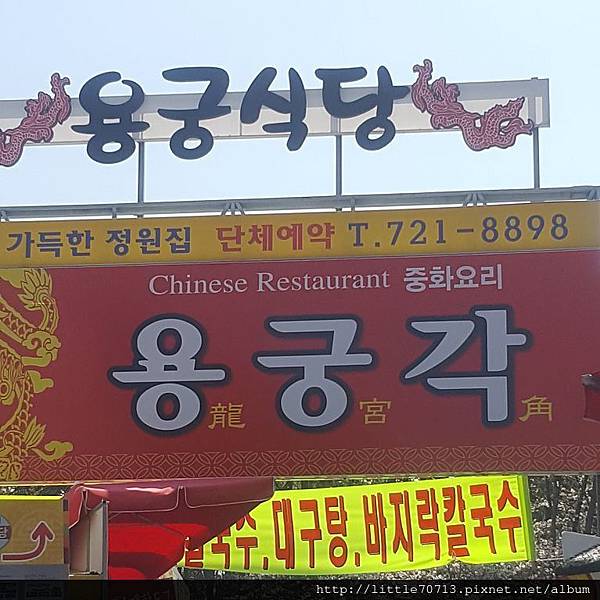 용궁식당
가득한 정원집 단체예약 T.721-8898
Chinese Restaurant 중화요리
용궁각
龍宮角
국수.대구탕.바지락칼국수
http://little70713.pixnet.net/album